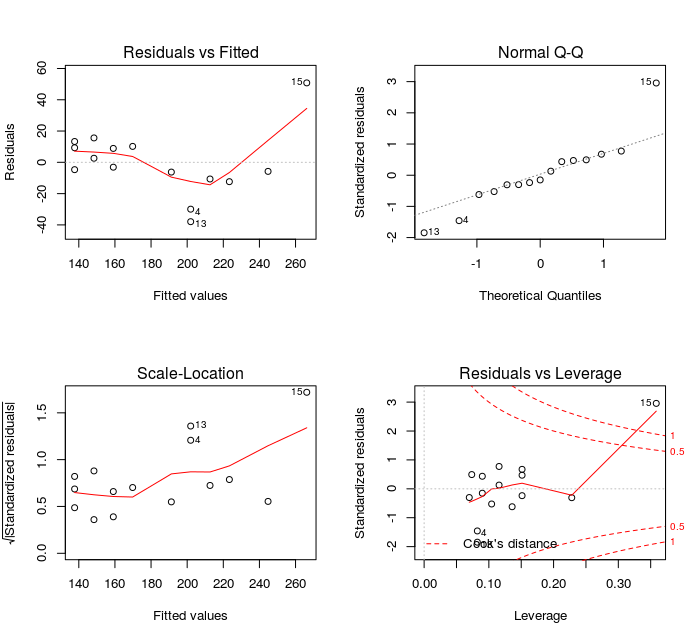 Residuals vs Fitted
Residuals
60
40
20
0
-20
-40
15
4
13
140 160 180 200 220 240 260
Fitted values
Normal Q-Q
Standardized residuals
3
2
1
0
-1
-2
15
4
13
-1 0 1
Theoretical Quantiles
Scale-Location
√|Standardized residuals|
1.5
1.0
0.5
0.0
15
13
4
140 160 180 200 220 240 260
Fitted values
Residuals vs Leverage
Standardized residuals
3
2
1
0
-1
-2
15
1
0.5
0.5
1
4
Cook's distance
0.00 0.10 0.20 0.30
Leverage